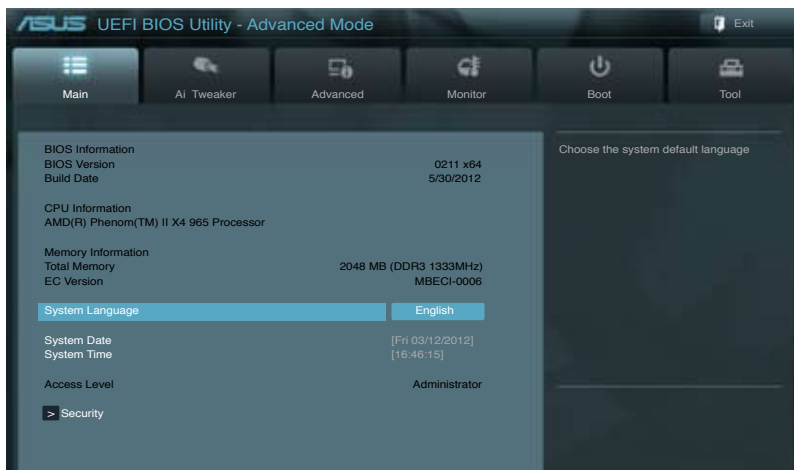 ASUS UEFI BIOS Utility - Advanced Mode Exit
Main Ai Tweaker Advanced Monitor Boot Tool
BIOS Information
BIOS Version 0211 x64
Build Date 5/30/2012
CPU Information
AMD(R) Phenom(TM) II X4 965 Processor
Memory Information
Total Memory 2048 MB (DDR3 1333MHz)
EC Version MBECI-0006
System Language English
System Date [Fri 03/12/2012]
System Time [16:46:15]
Access Level Administrator
> Security
Choose the system default language